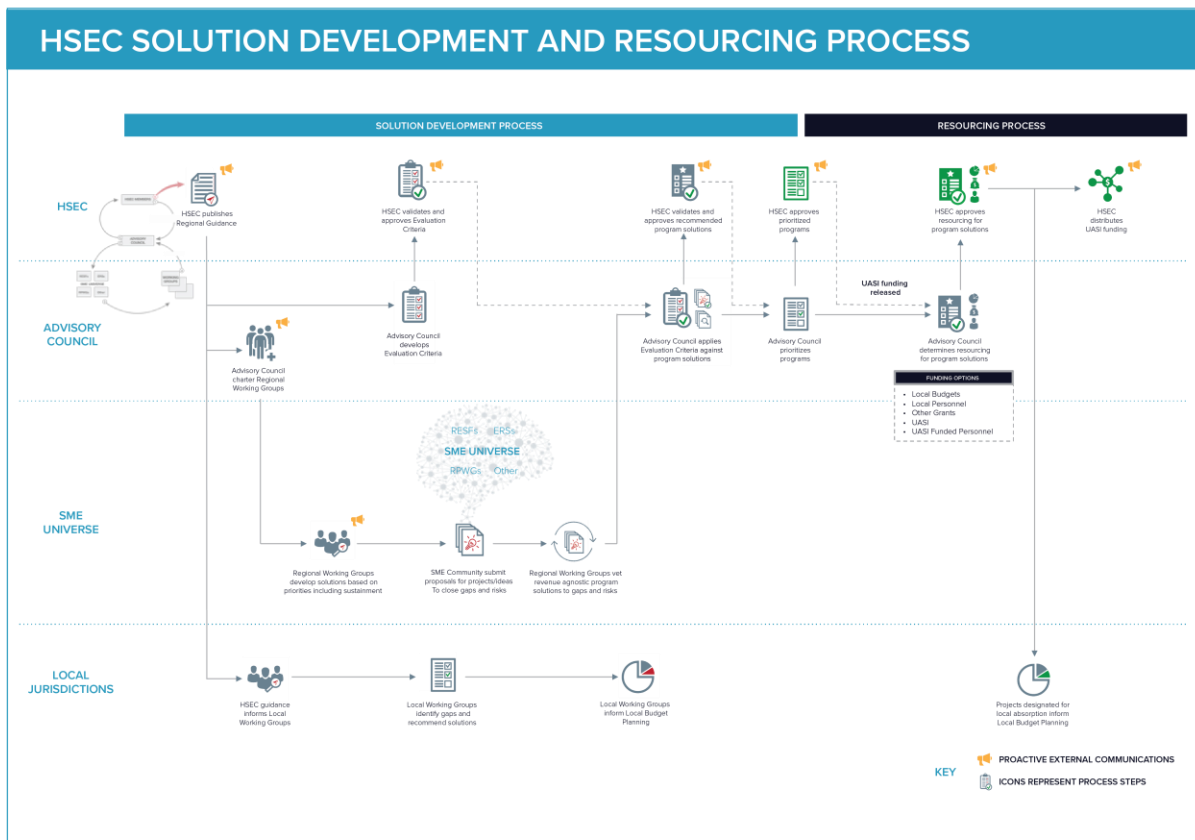 HSEC SOLUTION DEVELOPMENT AND RESOURCING PROCESS
SOLUTION DEVELOPMENT PROCESS
RESOURCING PROCESS
HSEC
HSEC publishes
Regional Guidance
HSEC validates and
approves Evaluation
Criteria
HSEC validates and
approves recommended
program solutions
HSEC approves
prioritized
programs
HSEC approves
resourcing for
program solutions
HSEC
distributes
UASI funding
ADVISORY
COUNCIL
Advisory Council
charter Regional
Working Groups
Advisory Council
develops
Evaluation Criteria
Advisory Council applies
Evaluation Criteria against
program solutions
Advisory Council
prioritizes
programs
UASI funding
released
Advisory Council
determines resourcing
for program solutions
FUNDING OPTIONS
• Local Budgets
• Local Personnel
• Other Grants
• UASI
• UASI Funded Personnel
SME
UNIVERSE
ERSs
SME UNIVERSE
RPWGs Other
Regional Working Groups
develop solutions based on
priorities including sustainment
SME Community submit
proposals for projects/ideas
To close gaps and risks
Regional Working Groups vet
revenue agnostic program
solutions to gaps and risks
LOCAL
JURISDICTIONS
HSEC guidance
informs Local
Working Groups
Local Working Groups
identify gaps and
recommend solutions
Local Working Groups
inform Local Budget
Planning
Projects designated for
local absorption inform
Local Budget Planning
KEY
PROACTIVE EXTERNAL COMMUNICATIONS
ICONS REPRESENT PROCESS STEPS